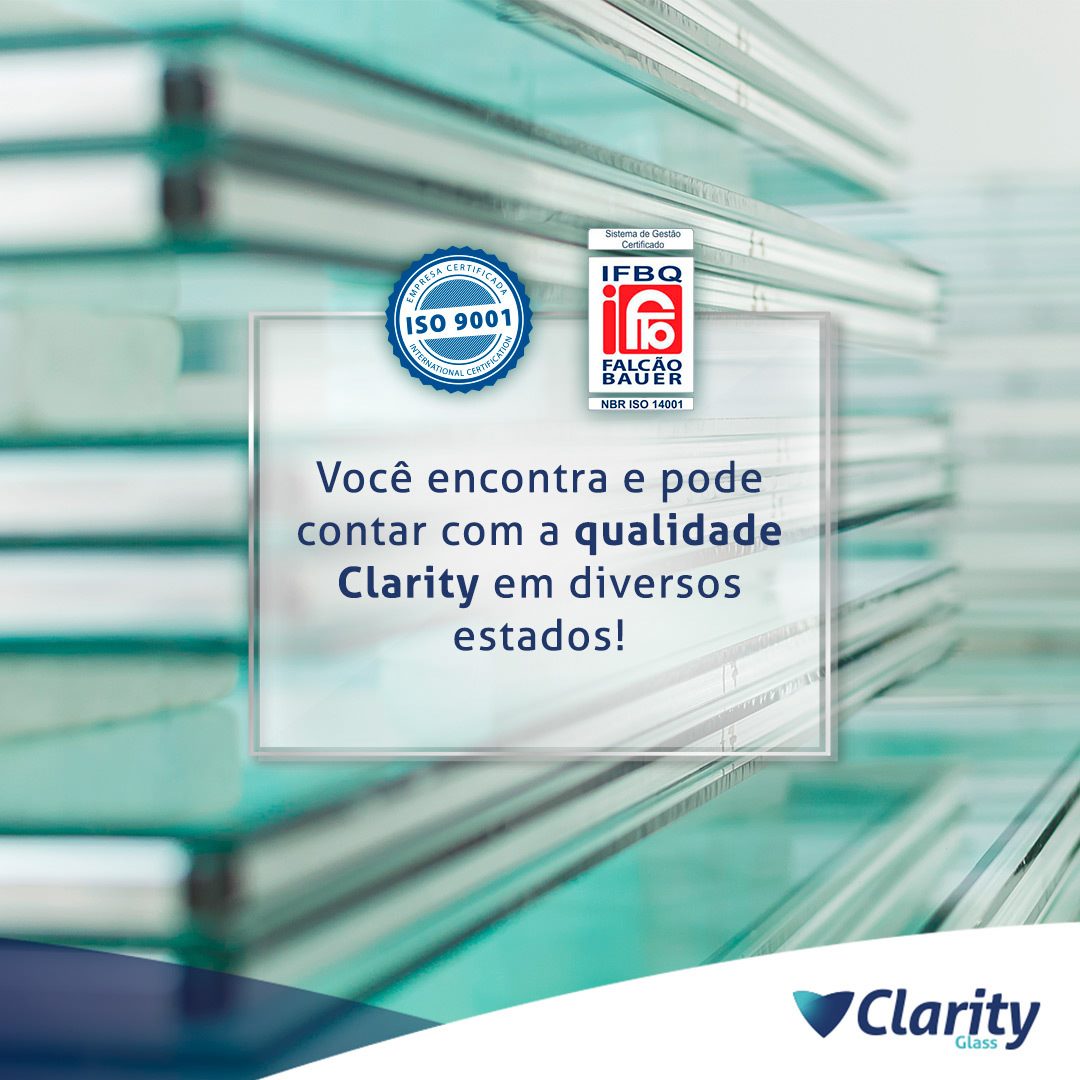 Sistema de Gestão
Certificado
EMPRESA CERTIFICADA
ISO 9001
INTERNATIONAL CERTIFICATION
IFBQ
FALCÃO
BAUER
NBR ISO 14001
Você encontra e pode
contar com a qualidade
Clarity em diversos
estados!
Clarity
Glass